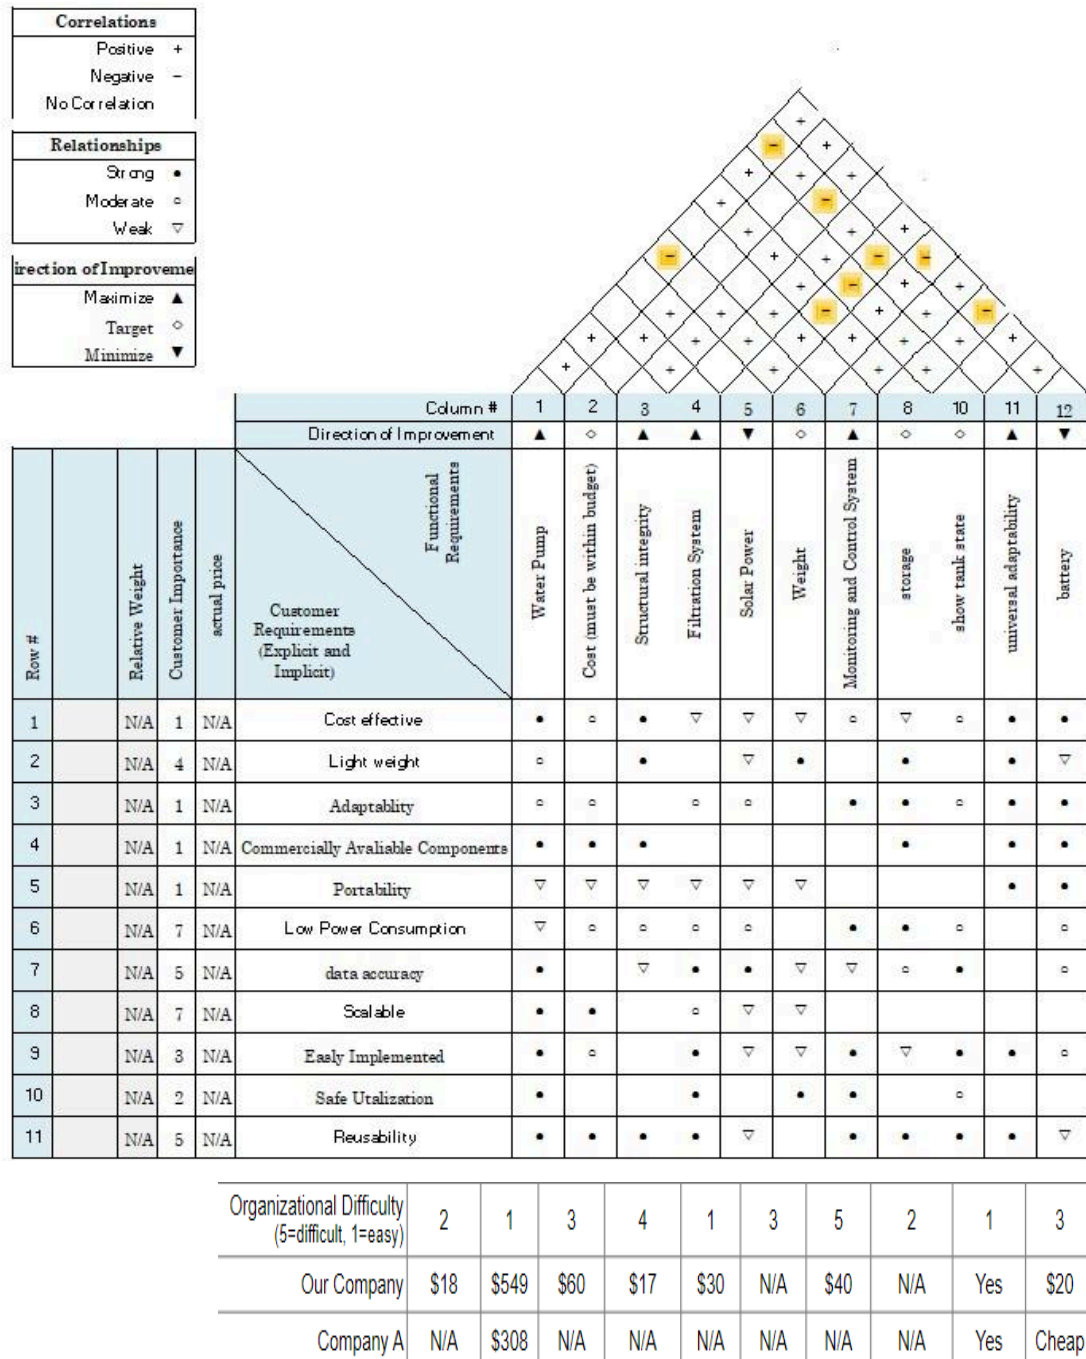 Correlations
Positive +
Negative −
No Correlation
Relationships
Strong ●
Moderate ○
Weak ▽
irection of Improveme
Maximize ▲
Target ◇
Minimize ▼
+
− +
+ + +
+ − +
+ + +
− + − −
+ − +
+ − + + −
+ + + + + +
+ + + + +
Column # 1 2 3 4 5 6 7 8 10 11 12
Direction of Improvement ▲ ◇ ▲ ▲ ▼ ◇ ▲ ◇ ◇ ▲ ▼
Row #
Relative Weight
Customer Importance
actual price
Functional
Requirements
Customer
Requirements
(Explicit and
Implicit)
Water Pump
Cost (must be within budget)
Structural integrity
Filtration System
Solar Power
Weight
Monitoring and Control System
storage
show tank state
universal adaptability
battery
1 N/A 1 N/A Cost effective ● ○ ● ▽ ▽ ▽ ○ ▽ ○ ● ●
2 N/A 4 N/A Light weight ○ ● ▽ ● ● ● ▽
3 N/A 1 N/A Adaptablity ○ ○ ○ ○ ● ● ○ ● ●
4 N/A 1 N/A Commercially Avaliable Components ● ● ● ● ● ●
5 N/A 1 N/A Portability ▽ ▽ ▽ ▽ ▽ ▽ ● ●
6 N/A 7 N/A Low Power Consumption ▽ ○ ○ ○ ○ ● ● ○ ○
7 N/A 5 N/A data accuracy ● ▽ ● ● ▽ ▽ ○ ● ○
8 N/A 7 N/A Scalable ● ● ○ ▽ ▽
9 N/A 3 N/A Easly Implemented ● ○ ● ▽ ▽ ● ▽ ● ● ○
10 N/A 2 N/A Safe Utalization ● ● ● ● ○
11 N/A 5 N/A Reusability ● ● ● ● ▽ ● ● ● ● ▽
Organizational Difficulty
(5=difficult, 1=easy) 2 1 3 4 1 3 5 2 1 3
Our Company $18 $549 $60 $17 $30 N/A $40 N/A Yes $20
Company A N/A $308 N/A N/A N/A N/A N/A N/A Yes Cheap